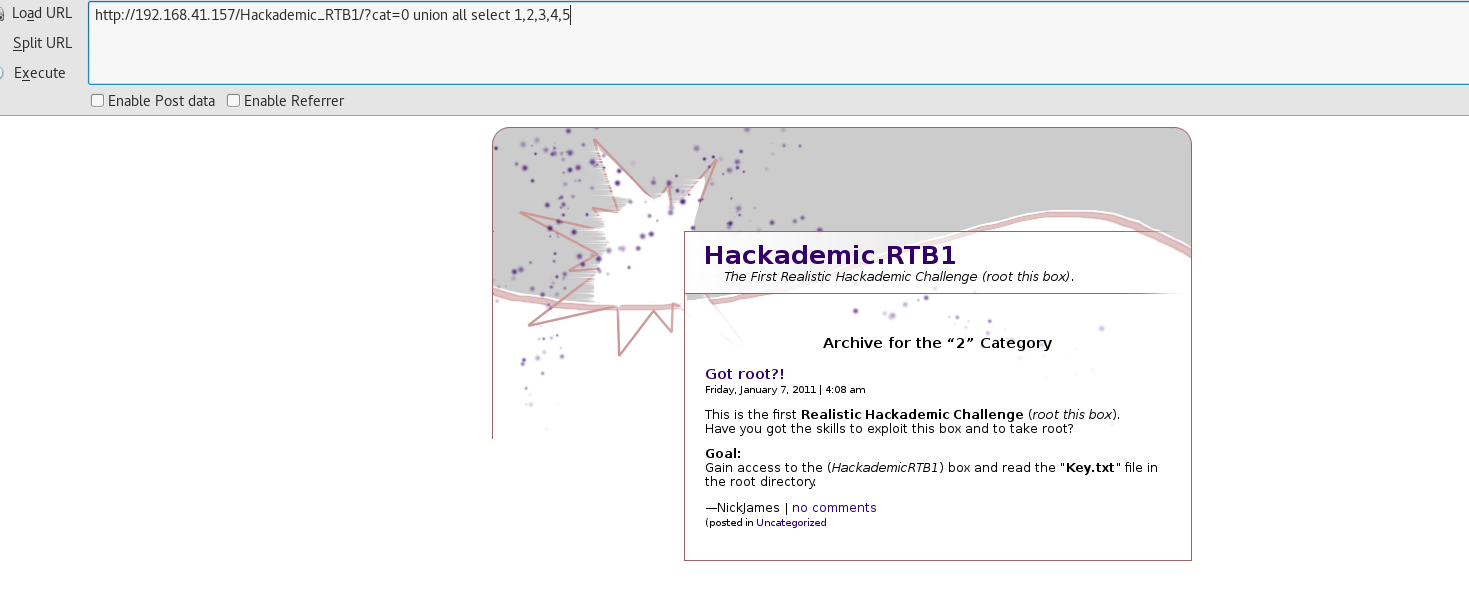 Load URL
http://192.168.41.157/Hackademic_RTB1/?cat=0 union all select 1,2,3,4,5
Split URL
Execute
Enable Post data Enable Referrer
Hackademic.RTB1
The First Realistic Hackademic Challenge (root this box).
Archive for the “2” Category
Got root?!
Friday, January 7, 2011 | 4:08 am
This is the first Realistic Hackademic Challenge (root this box).
Have you got the skills to exploit this box and to take root?
Goal:
Gain access to the (HackademicRTB1) box and read the "Key.txt" file in
the root directory.
—NickJames | no comments
(posted in Uncategorized